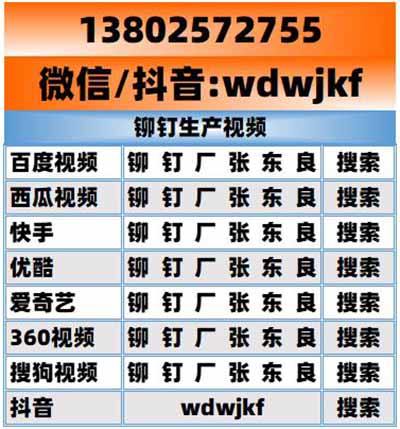 13802572755
微信/抖音:wdwjkf
铆钉生产视频
百度视频 铆 钉 厂 张 东 良 搜索
西瓜视频 铆 钉 厂 张 东 良 搜索
快手 铆 钉 厂 张 东 良 搜索
优酷 铆 钉 厂 张 东 良 搜索
爱奇艺 铆 钉 厂 张 东 良 搜索
360视频 铆 钉 厂 张 东 良 搜索
搜狗视频 铆 钉 厂 张 东 良 搜索
抖音 wdwjkf 搜索